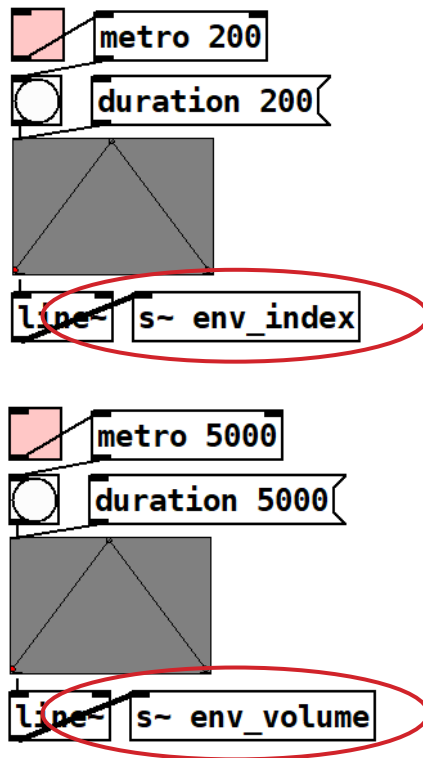 metro 200
duration 200
line~ s~ env_index
metro 5000
duration 5000
line~ s~ env_volume